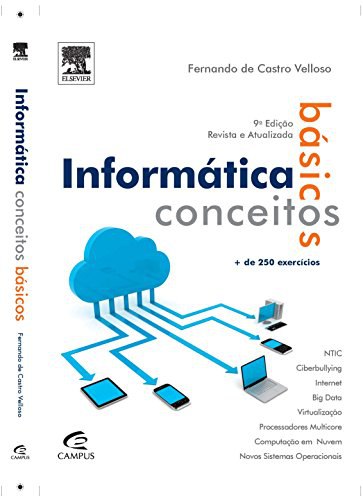 ELSEVIER
Informática conceitos básicos
Fernando de Castro Velloso
CAMPUS
ELSEVIER
Fernando de Castro Velloso
9ª Edição
Revista e Atualizada
básicos
Informática
conceitos
+ de 250 exercícios
NTIC
Ciberbullying
Internet
Big Data
Virtualização
Processadores Multicore
Computação em Nuvem
Novos Sistemas Operacionais
CAMPUS